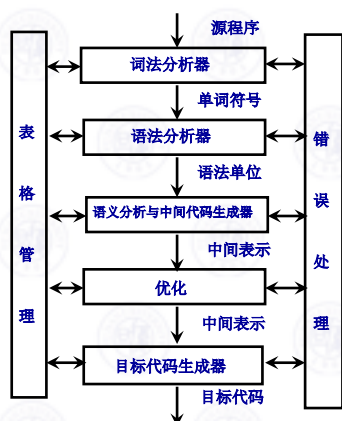 源程序
词法分析器
单词符号
语法分析器
语法单位
语义分析与中间代码生成器
中间表示
优化
中间表示
目标代码生成器
目标代码
表格管理
错误处理